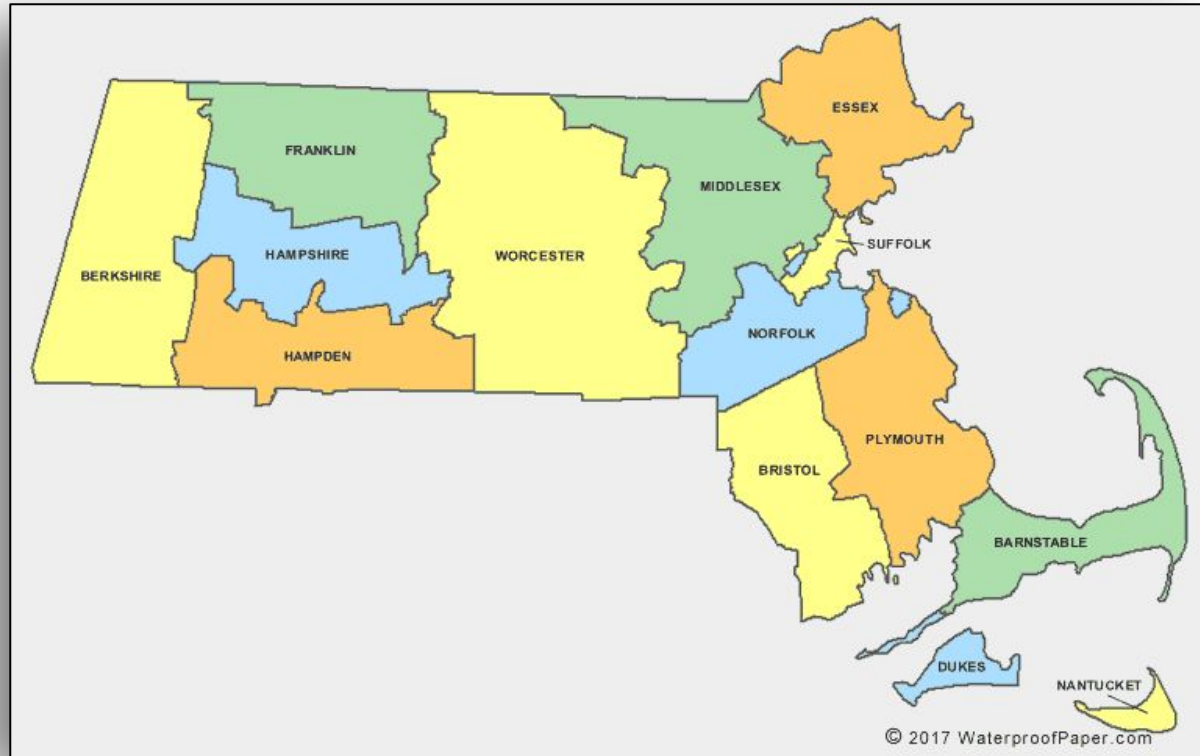 ESSEX
FRANKLIN
MIDDLESEX
SUFFOLK
HAMPSHIRE
WORCESTER
BERKSHIRE
NORFOLK
HAMPDEN
PLYMOUTH
BRISTOL
BARNSTABLE
DUKES
NANTUCKET
© 2017 WaterproofPaper.com